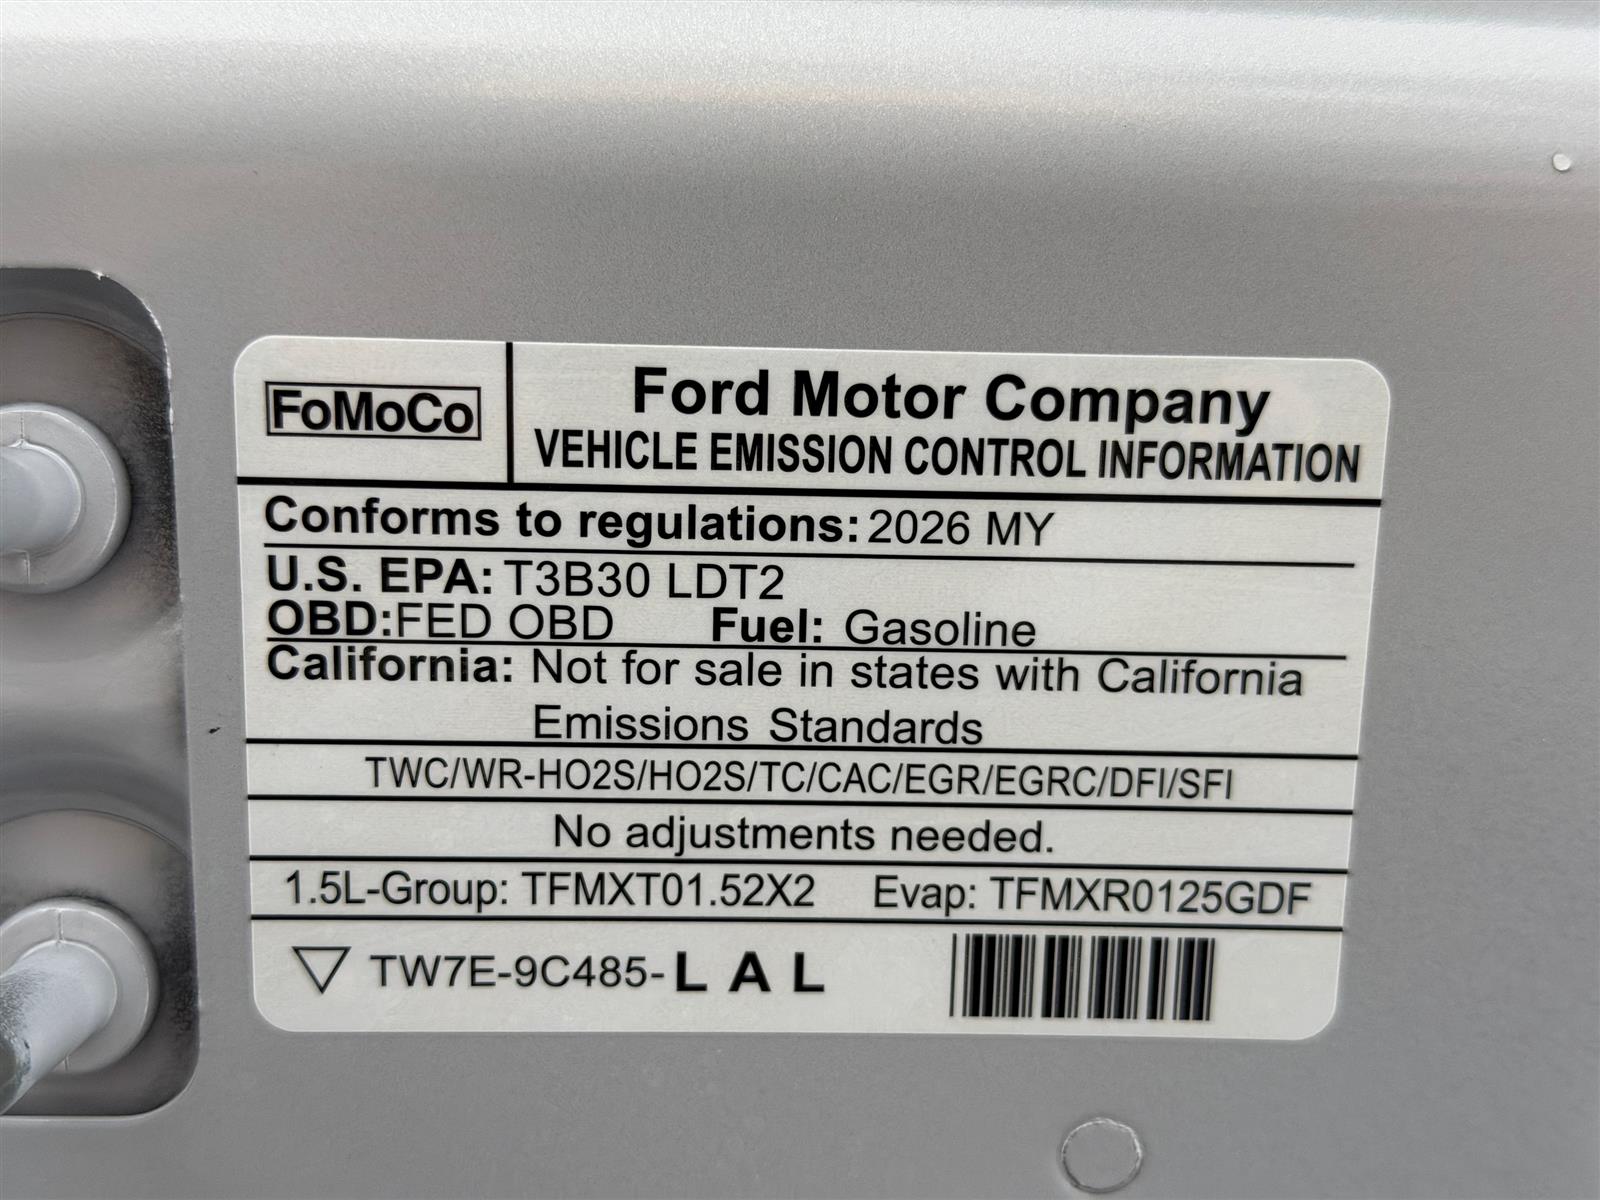 FoMoCo
Ford Motor Company
VEHICLE EMISSION CONTROL INFORMATION
Conforms to regulations: 2026 MY
U.S. EPA: T3B30 LDT2
OBD:FED OBD Fuel: Gasoline
California: Not for sale in states with California
Emissions Standards
TWC/WR-HO2S/HO2S/TC/CAC/EGR/EGRC/DFI/SFI
No adjustments needed.
1.5L-Group: TFMXT01.52X2 Evap: TFMXR0125GDF
TW7E-9C485-L A L